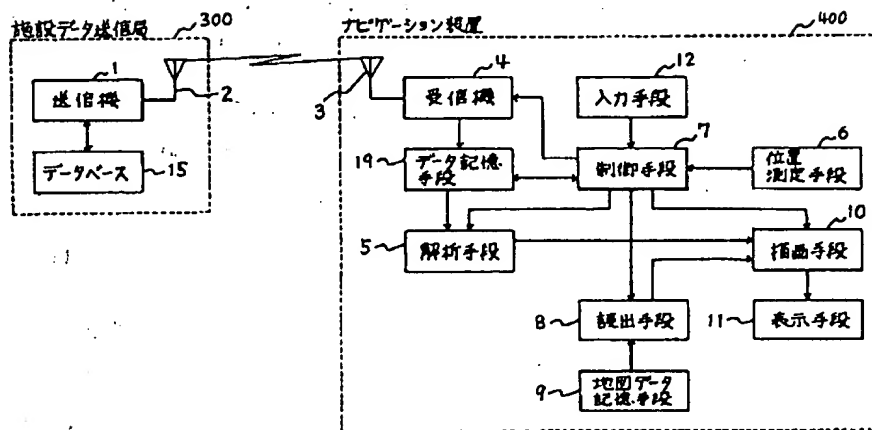 施設データ送信局
300
1
送信機
2
データベース
15
ナビゲーション装置
400
3
4
受信機
12
入力手段
7
19
データ記憶
手段
制御手段
6
位置
測定手段
5
解析手段
10
描画手段
8
読出手段
11
表示手段
9
地図データ
記憶手段